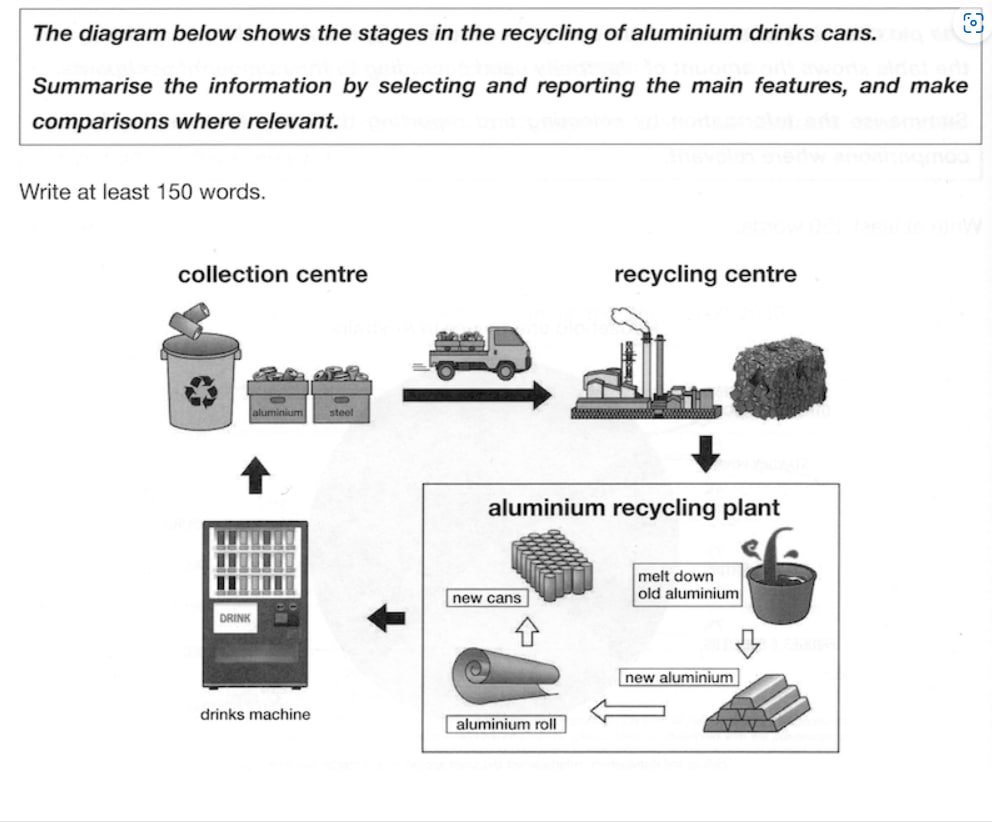 The diagram below shows the stages in the recycling of aluminium drinks cans.
Summarise the information by selecting and reporting the main features, and make
comparisons where relevant.
Write at least 150 words.
collection centre
recycling centre
aluminium
steel
aluminium recycling plant
melt down
old aluminium
new cans
DRINK
new aluminium
aluminium roll
drinks machine